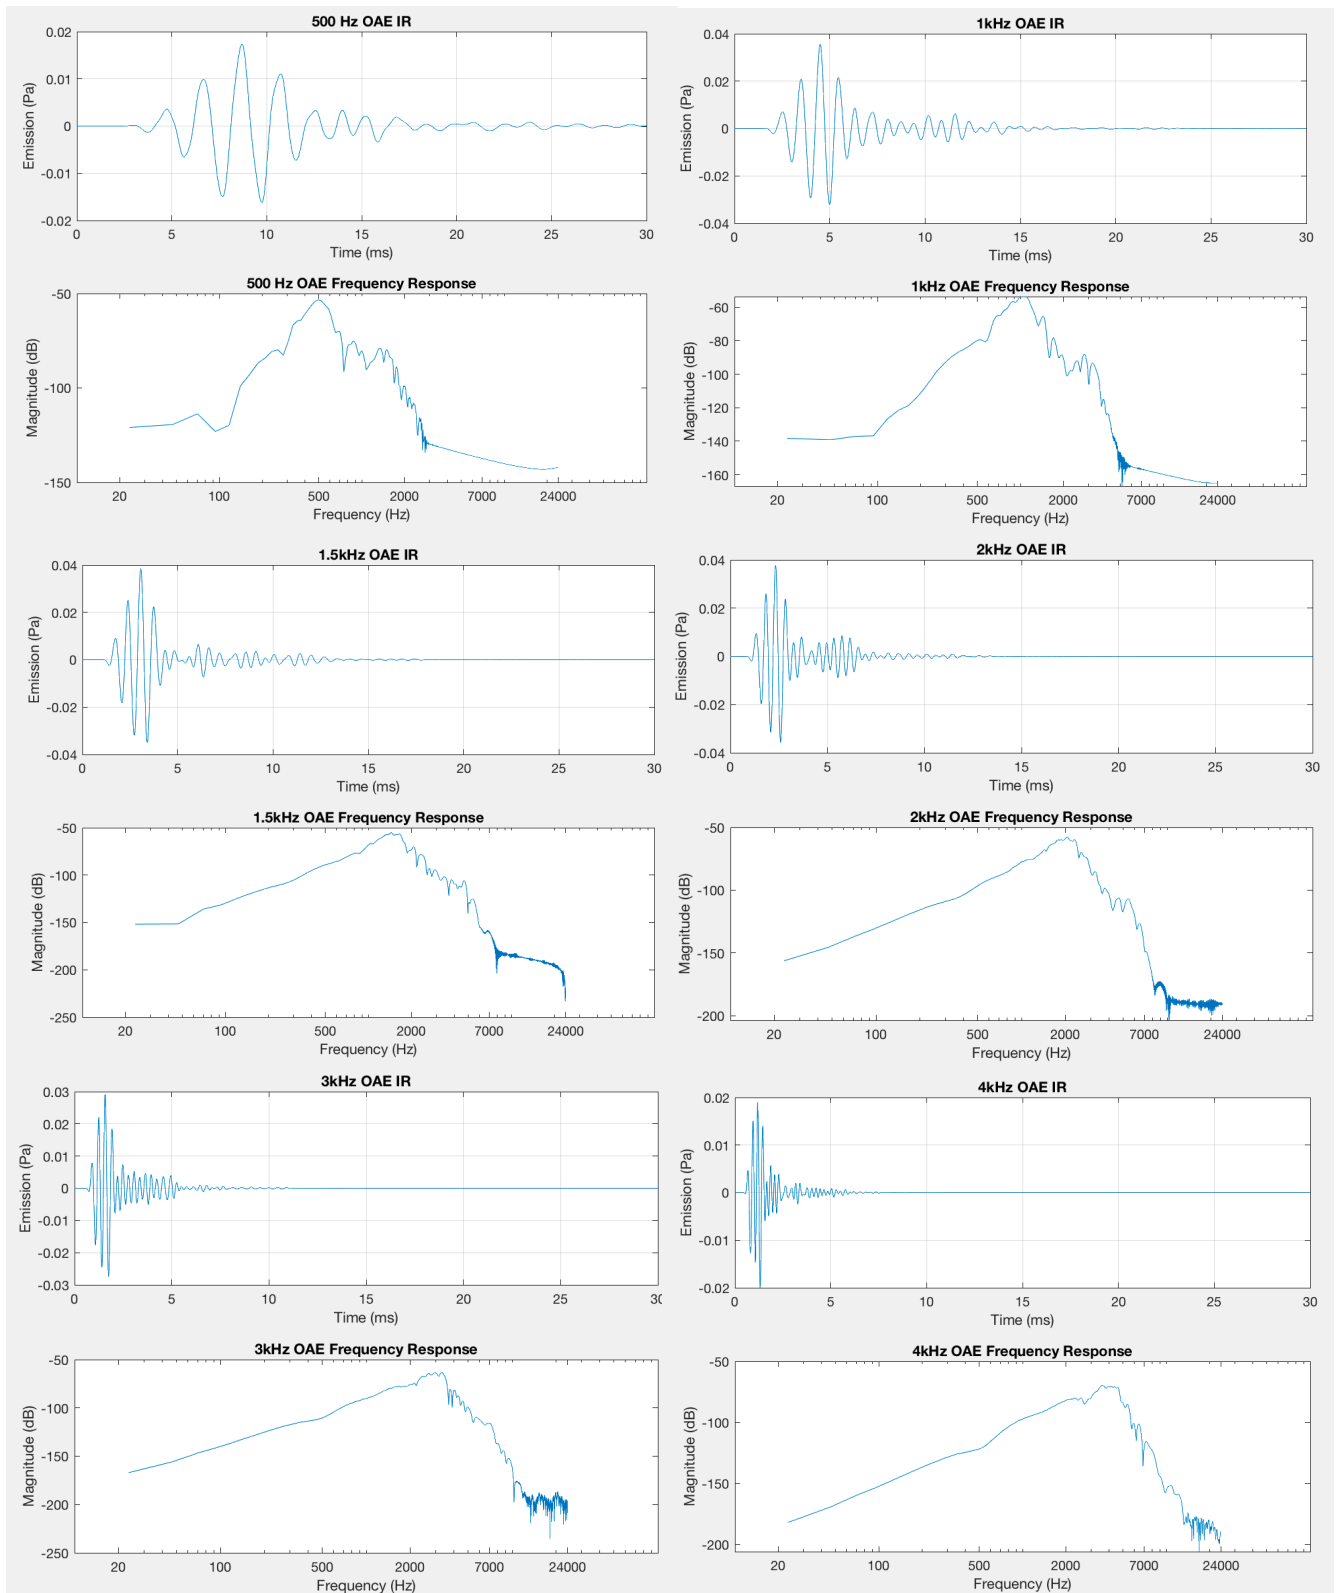 500 Hz OAE IR
Emission (Pa)
0.02
0.01
0
-0.01
-0.02
0 5 10 15 20 25 30
Time (ms)
1kHz OAE IR
Emission (Pa)
0.04
0.02
0
-0.02
-0.04
0 5 10 15 20 25 30
Time (ms)
500 Hz OAE Frequency Response
Magnitude (dB)
-50
-100
-150
20 100 500 2000 7000 24000
Frequency (Hz)
1kHz OAE Frequency Response
Magnitude (dB)
-60
-80
-100
-120
-140
-160
20 100 500 2000 7000 24000
Frequency (Hz)
1.5kHz OAE IR
Emission (Pa)
0.04
0.02
0
-0.02
-0.04
0 5 10 15 20 25 30
Time (ms)
2kHz OAE IR
Emission (Pa)
0.04
0.02
0
-0.02
-0.04
0 5 10 15 20 25 30
Time (ms)
1.5kHz OAE Frequency Response
Magnitude (dB)
-50
-100
-150
-200
-250
20 100 500 2000 7000 24000
Frequency (Hz)
2kHz OAE Frequency Response
Magnitude (dB)
-50
-100
-150
-200
20 100 500 2000 7000 24000
Frequency (Hz)
3kHz OAE IR
Emission (Pa)
0.03
0.02
0.01
0
-0.01
-0.02
-0.03
0 5 10 15 20 25 30
Time (ms)
4kHz OAE IR
Emission (Pa)
0.02
0.01
0
-0.01
-0.02
0 5 10 15 20 25 30
Time (ms)
3kHz OAE Frequency Response
Magnitude (dB)
-50
-100
-150
-200
-250
20 100 500 2000 7000 24000
Frequency (Hz)
4kHz OAE Frequency Response
Magnitude (dB)
-50
-100
-150
-200
20 100 500 2000 7000 24000
Frequency (Hz)